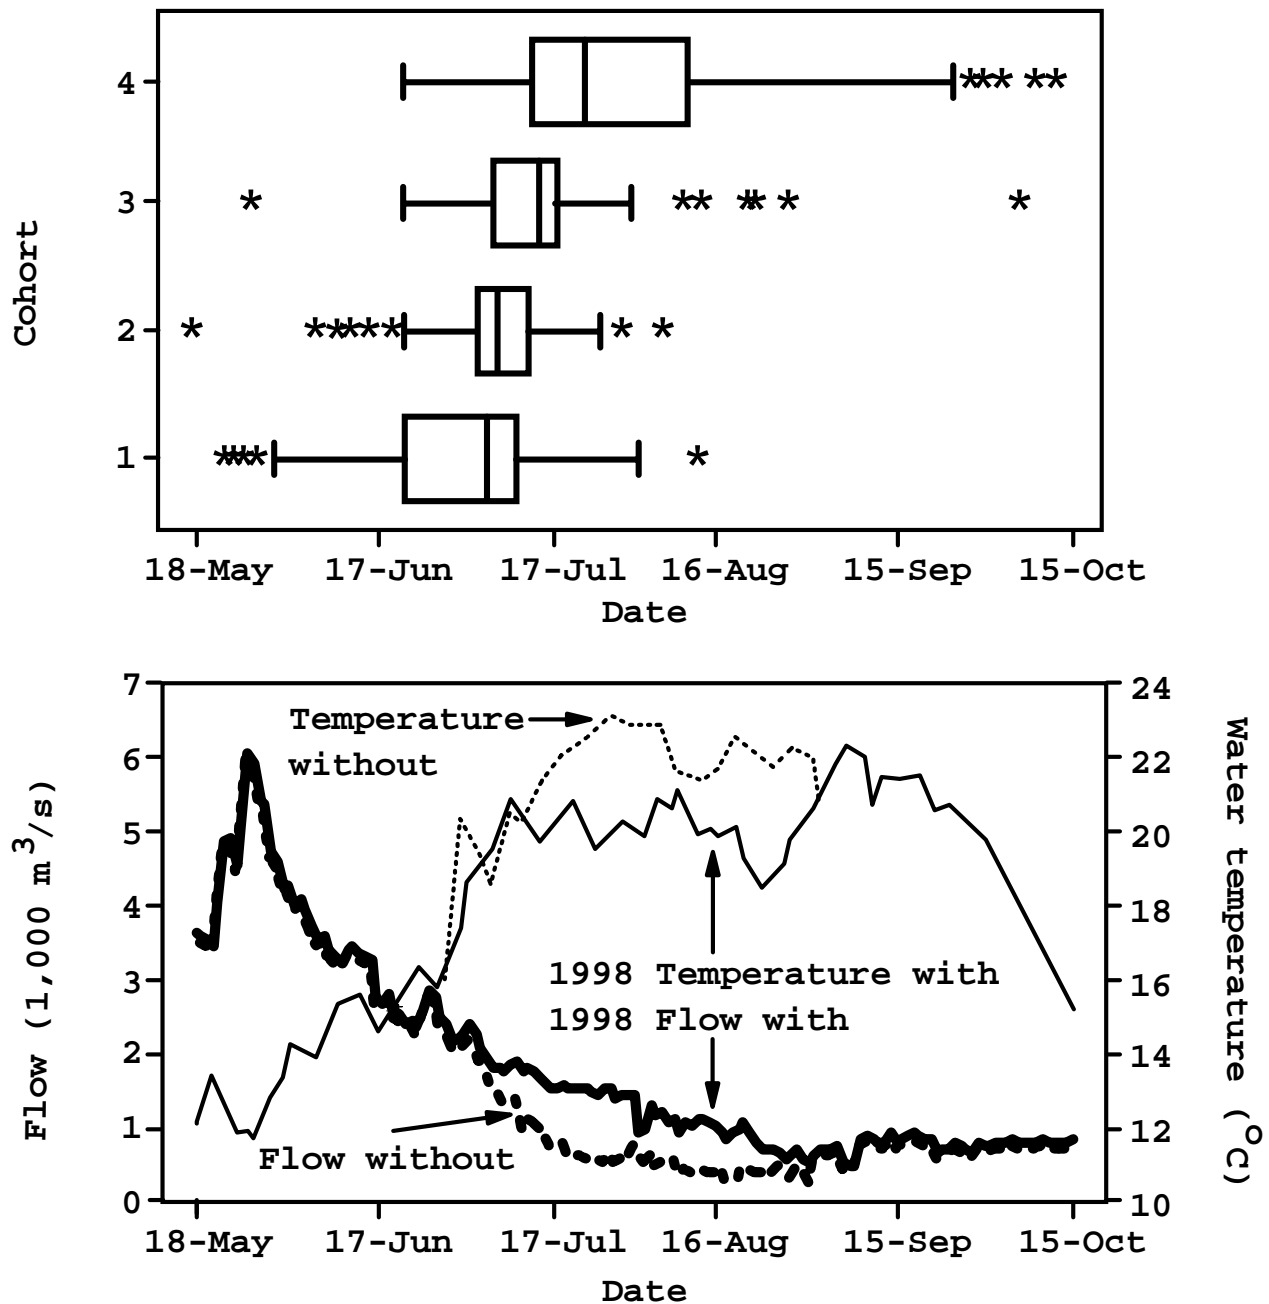 Cohort
4
3
2
1
18-May 17-Jun 17-Jul 16-Aug 15-Sep 15-Oct
Date
Flow (1,000 m3/s)
7
6
5
4
3
2
1
0
Temperature
without
1998 Temperature with
1998 Flow with
Flow without
24
22
20
18
16
14
12
10
Water temperature (OC)
18-May 17-Jun 17-Jul 16-Aug 15-Sep 15-Oct
Date